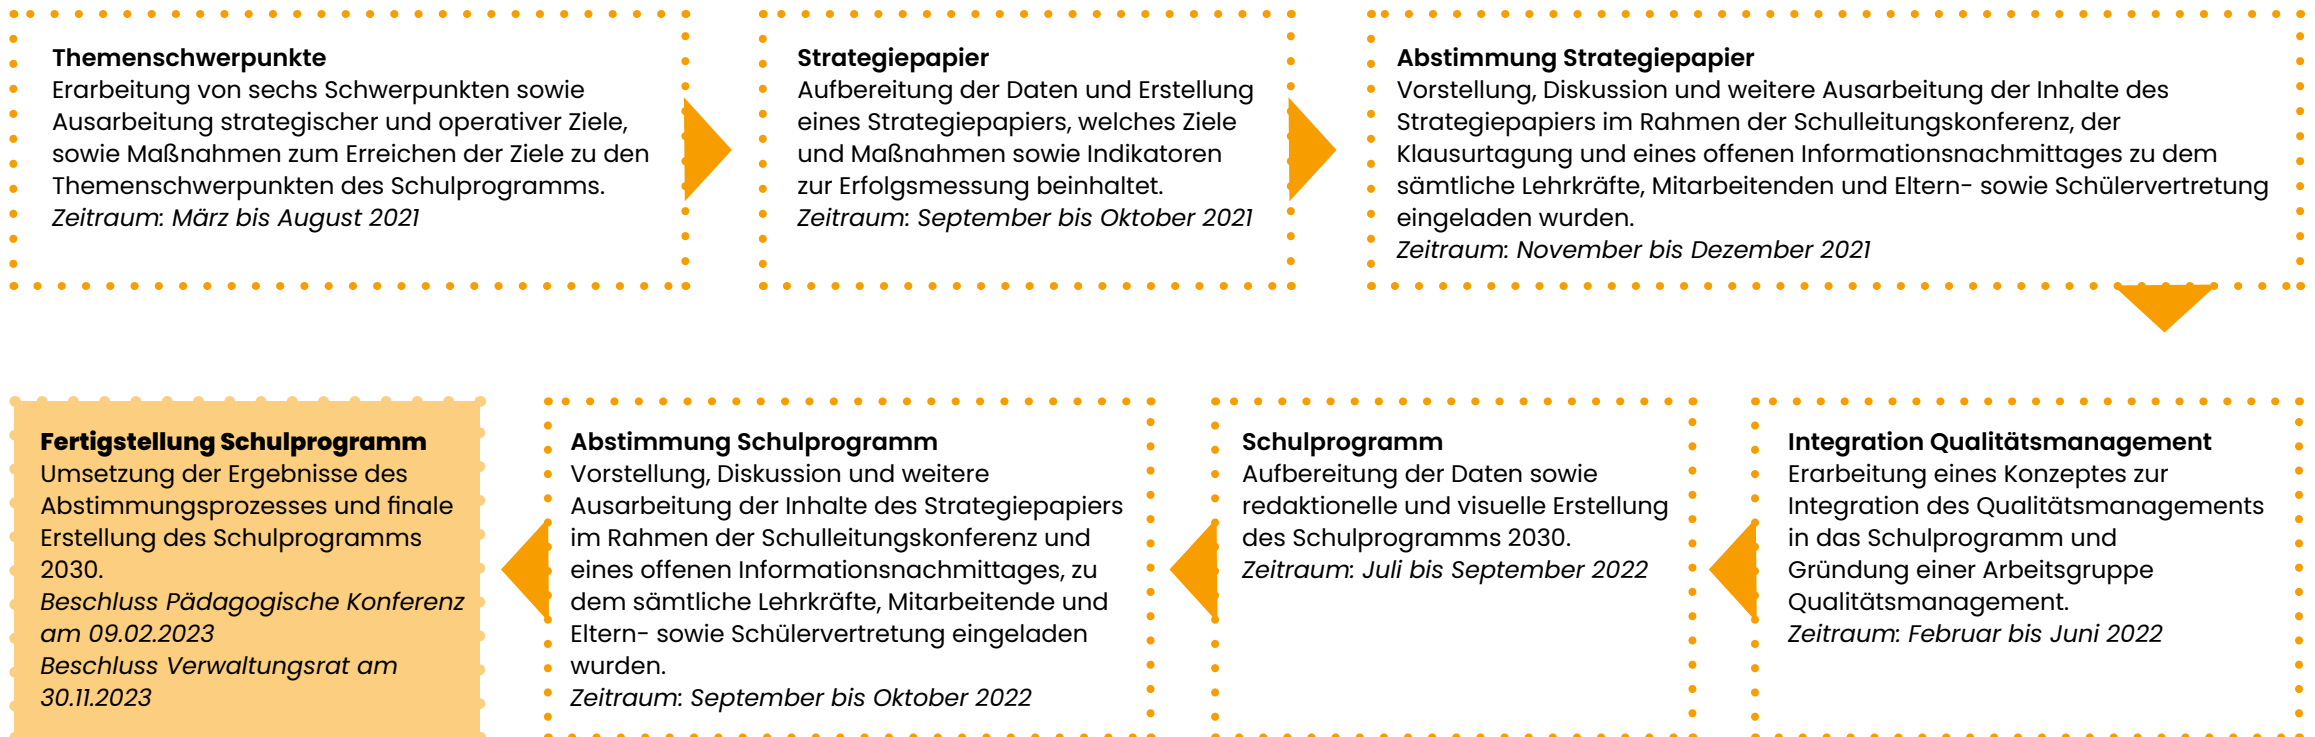 Themenschwerpunkte
Erarbeitung von sechs Schwerpunkten sowie
Ausarbeitung strategischer und operativer Ziele,
sowie Maßnahmen zum Erreichen der Ziele zu den
Themenschwerpunkten des Schulprogramms.
Zeitraum: März bis August 2021
Strategiepapier
Aufbereitung der Daten und Erstellung
eines Strategiepapiers, welches Ziele
und Maßnahmen sowie Indikatoren
zur Erfolgsmessung beinhaltet.
Zeitraum: September bis Oktober 2021
Abstimmung Strategiepapier
Vorstellung, Diskussion und weitere Ausarbeitung der Inhalte des
Strategiepapiers im Rahmen der Schulleitungskonferenz, der
Klausurtagung und eines offenen Informationsnachmittages zu dem
sämtliche Lehrkräfte, Mitarbeitenden und Eltern- sowie Schülervertretung
eingeladen wurden.
Zeitraum: November bis Dezember 2021
Integration Qualitätsmanagement
Erarbeitung eines Konzeptes zur
Integration des Qualitätsmanagements
in das Schulprogramm und
Gründung einer Arbeitsgruppe
Qualitätsmanagement.
Zeitraum: Februar bis Juni 2022
Schulprogramm
Aufbereitung der Daten sowie
redaktionelle und visuelle Erstellung
des Schulprogramms 2030.
Zeitraum: Juli bis September 2022
Abstimmung Schulprogramm
Vorstellung, Diskussion und weitere
Ausarbeitung der Inhalte des Strategiepapiers
im Rahmen der Schulleitungskonferenz und
eines offenen Informationsnachmittages, zu
dem sämtliche Lehrkräfte, Mitarbeitende und
Eltern- sowie Schülervertretung eingeladen
wurden.
Zeitraum: September bis Oktober 2022
Fertigstellung Schulprogramm
Umsetzung der Ergebnisse des
Abstimmungsprozesses und finale
Erstellung des Schulprogramms
2030.
Beschluss Pädagogische Konferenz
am 09.02.2023
Beschluss Verwaltungsrat am
30.11.2023